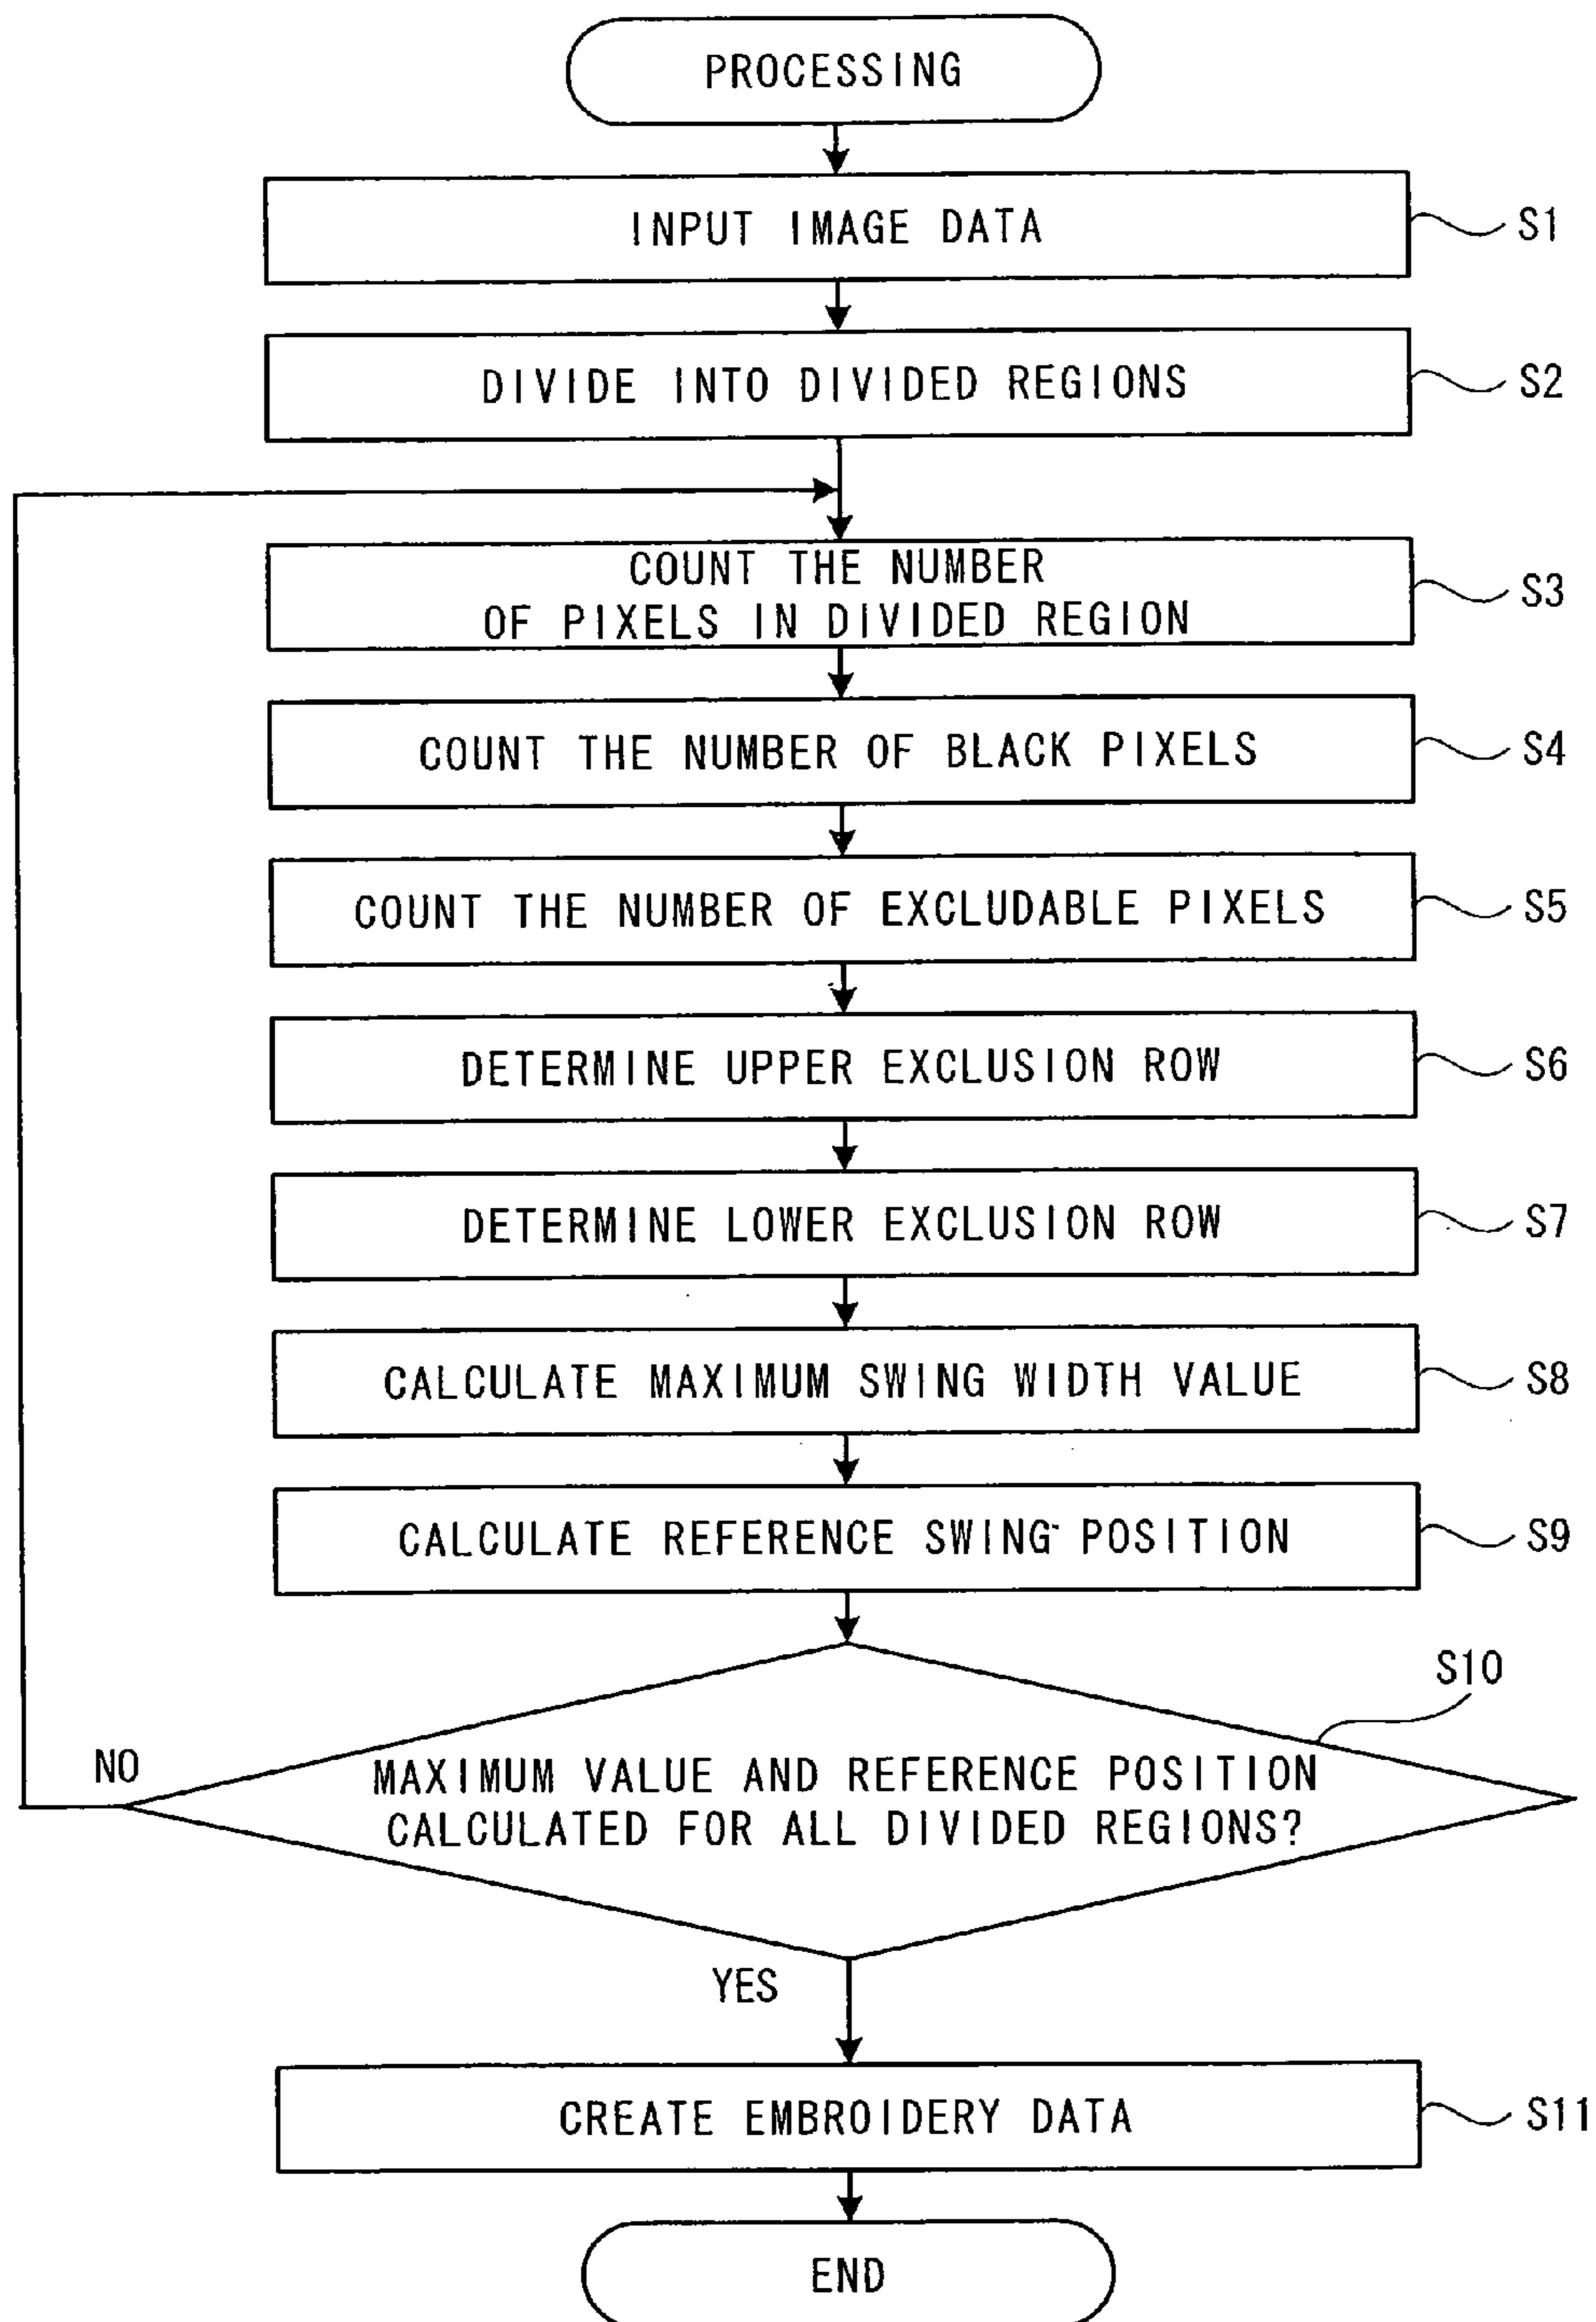 PROCESSING
INPUT IMAGE DATA
S1
DIVIDE INTO DIVIDED REGIONS
S2
COUNT THE NUMBER
OF PIXELS IN DIVIDED REGION
S3
COUNT THE NUMBER OF BLACK PIXELS
S4
COUNT THE NUMBER OF EXCLUDABLE PIXELS
S5
DETERMINE UPPER EXCLUSION ROW
S6
DETERMINE LOWER EXCLUSION ROW
S7
CALCULATE MAXIMUM SWING WIDTH VALUE
S8
CALCULATE REFERENCE SWING POSITION
S9
S10
NO
MAXIMUM VALUE AND REFERENCE POSITION
CALCULATED FOR ALL DIVIDED REGIONS?
YES
CREATE EMBROIDERY DATA
S11
END